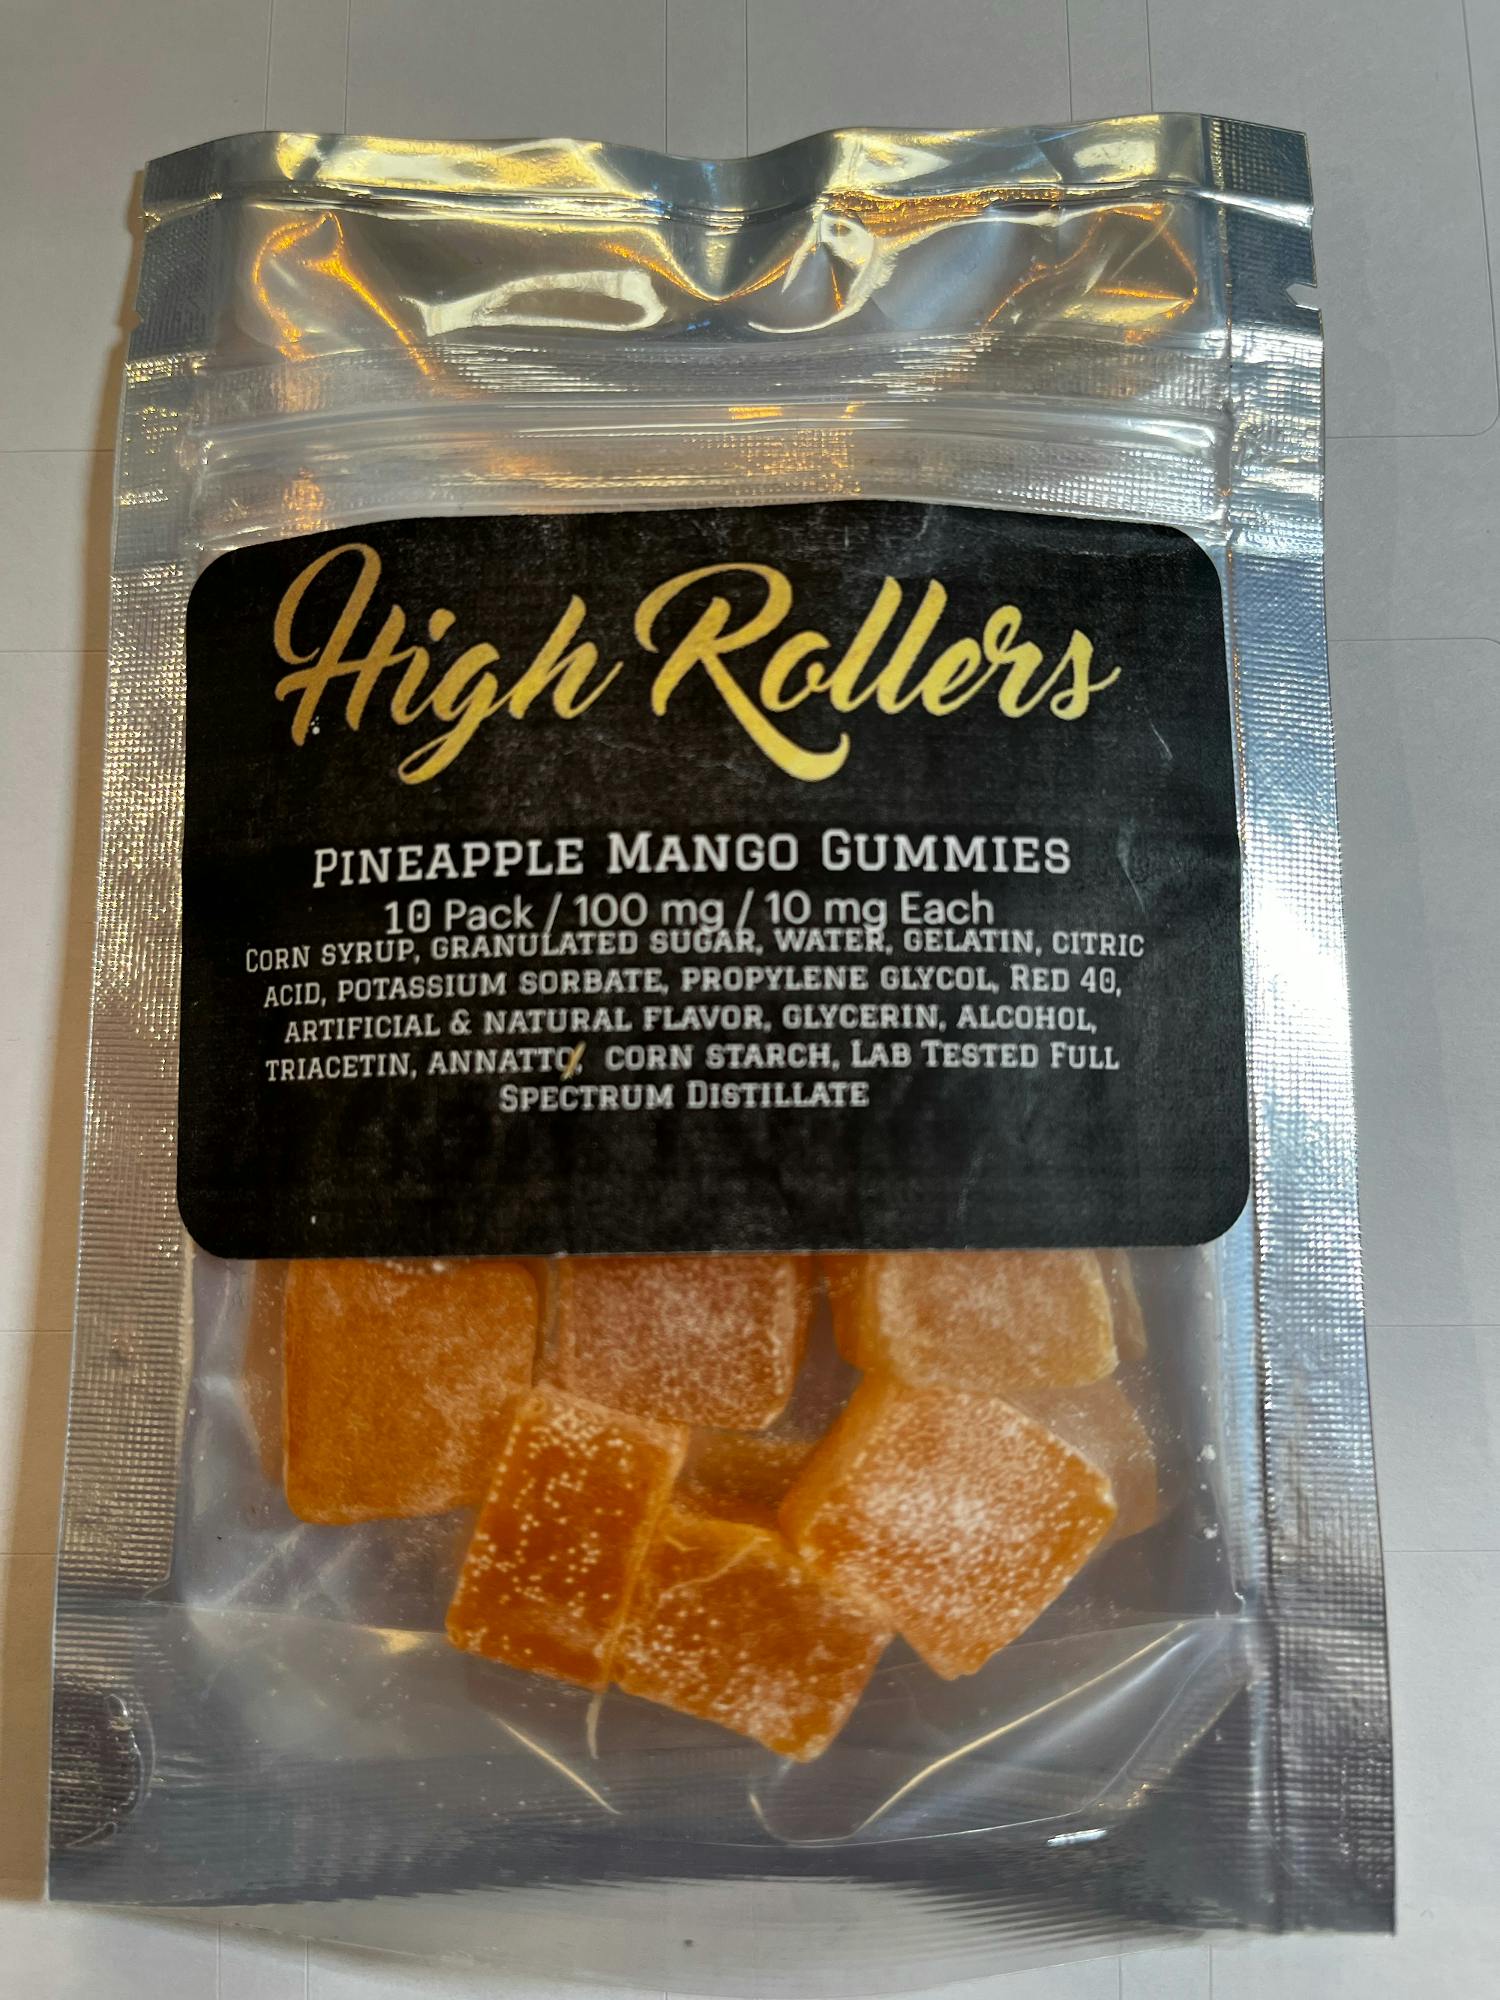 High Rollers
Pineapple Mango Gummies
10 Pack / 100 mg / 10 mg Each
Corn syrup, granulated sugar, water, gelatin, citric
acid, potassium sorbate, propylene glycol, Red 40,
artificial & natural flavor, glycerin, alcohol,
triacetin, annatto, corn starch, Lab Tested Full
Spectrum Distillate